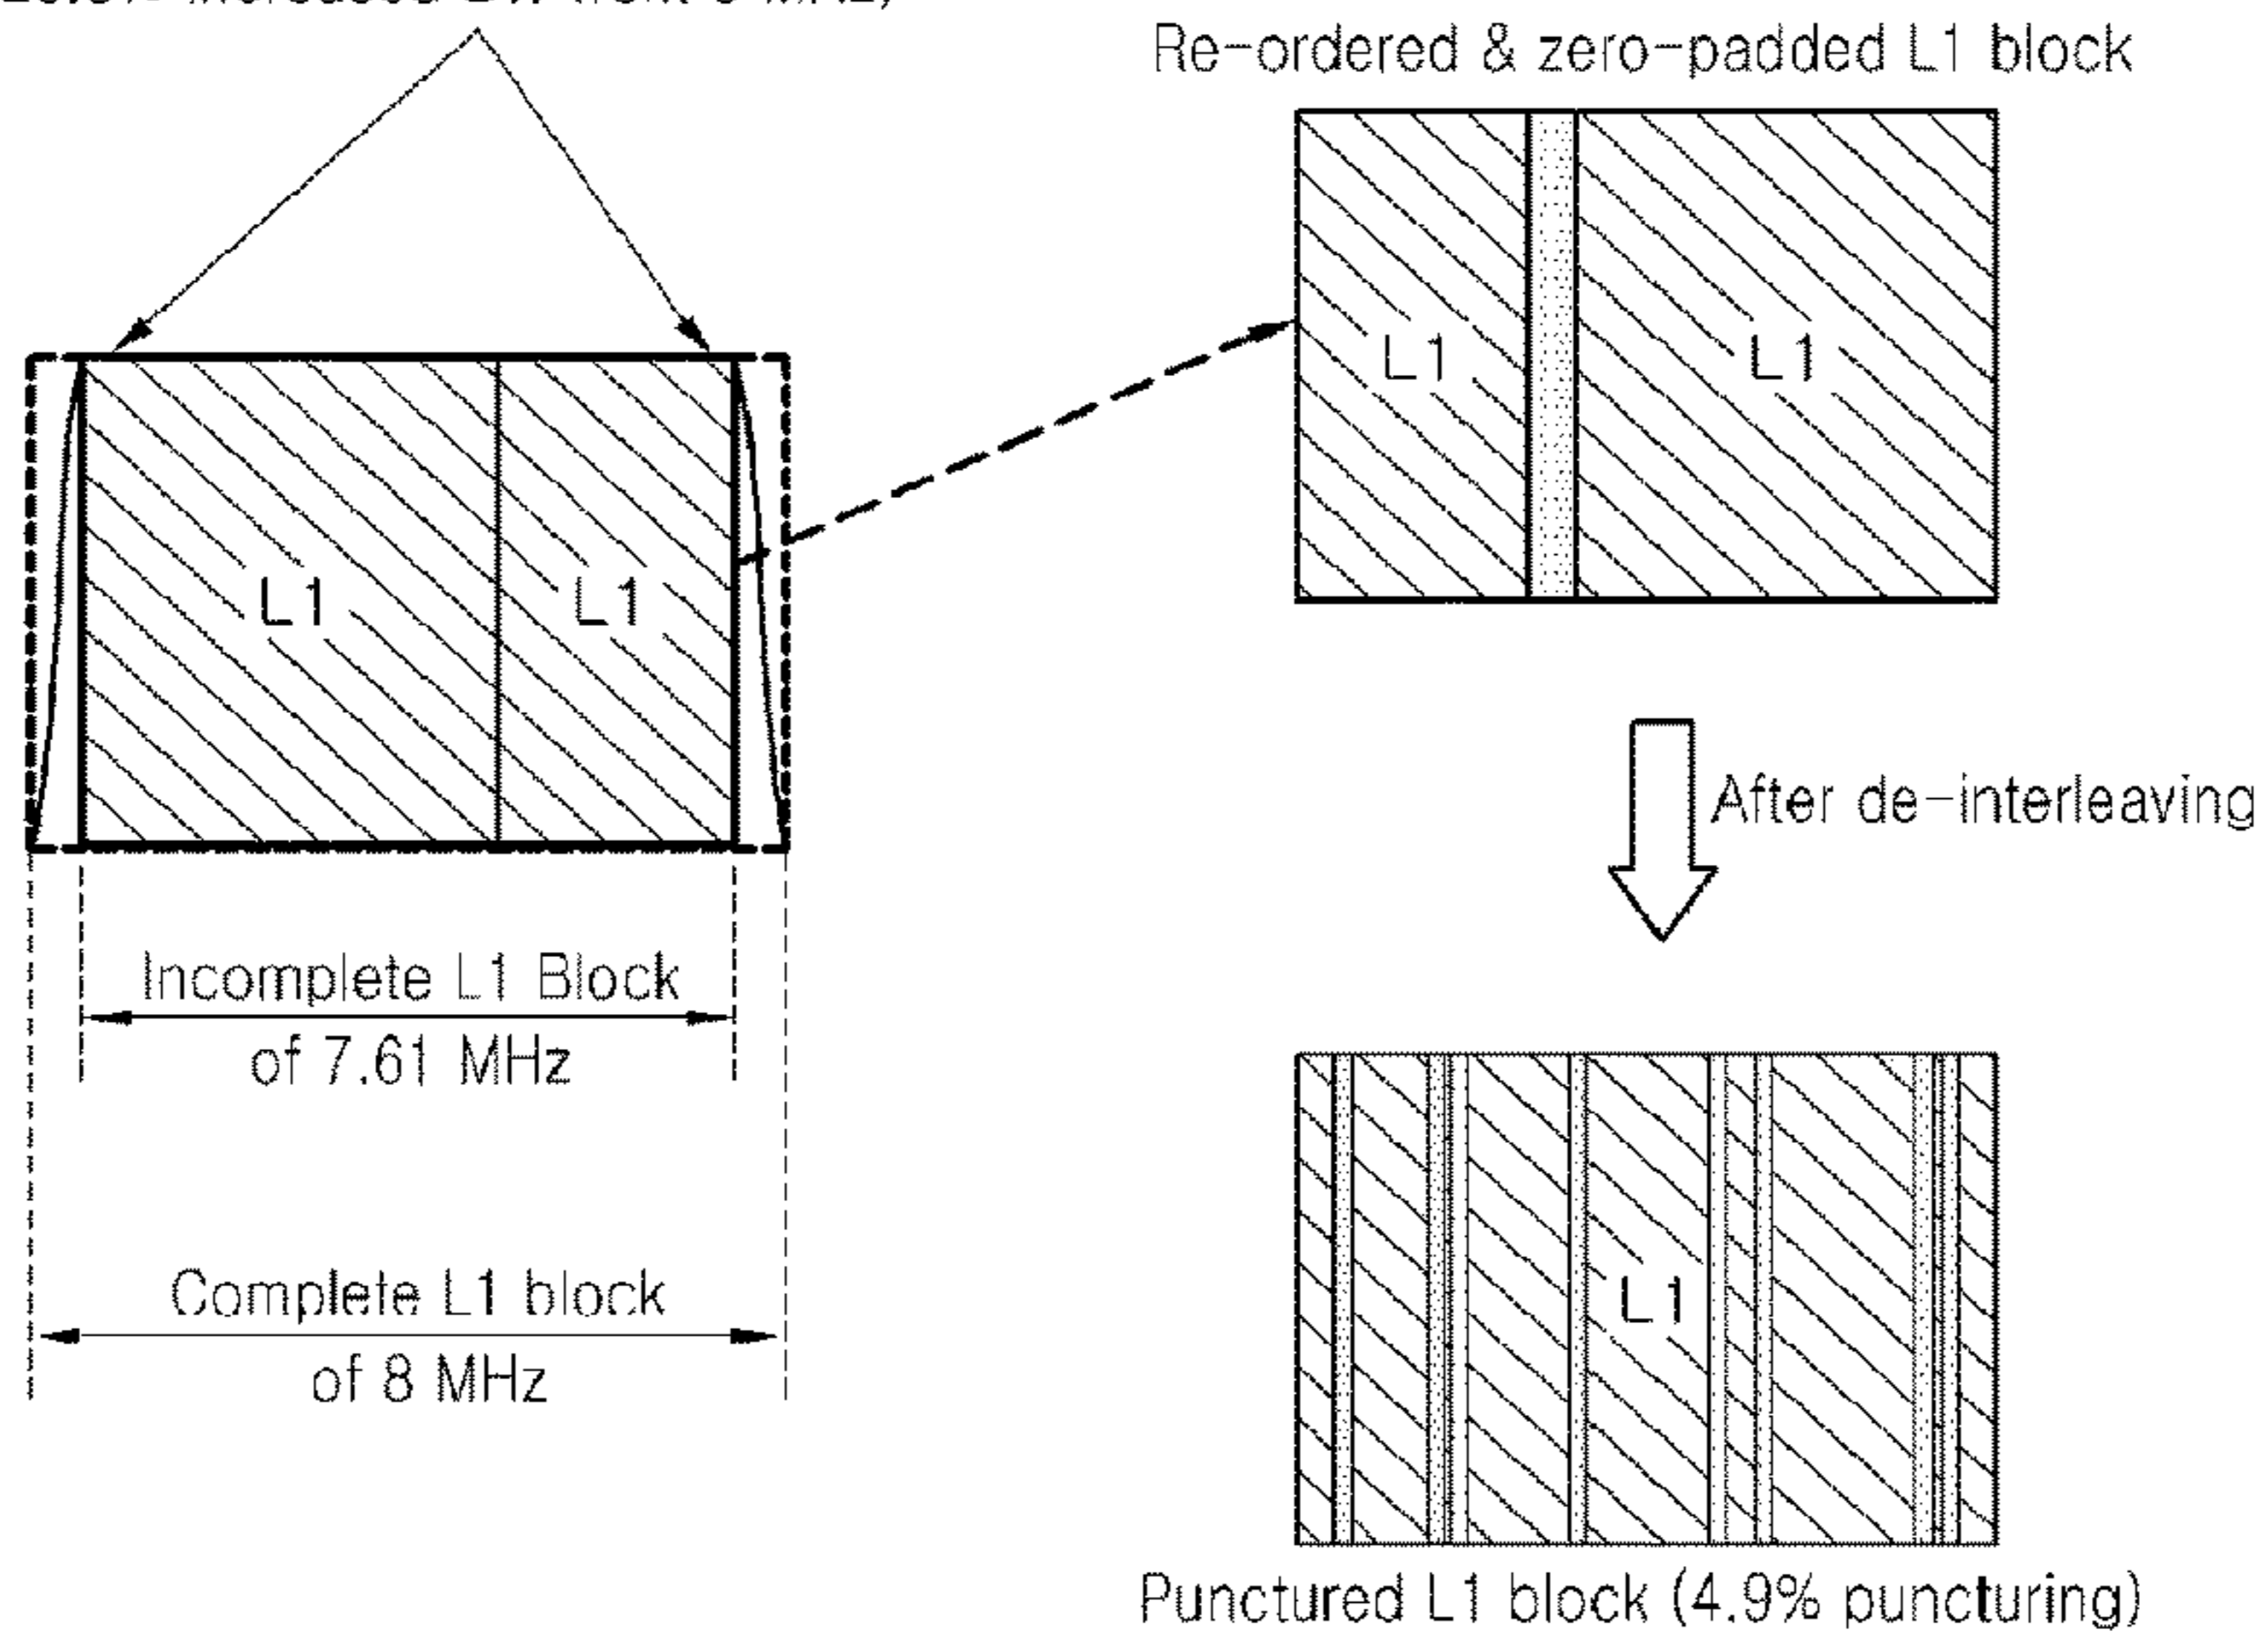 Re-ordered & zero-padded L1 block
L1
L1
L1
L1
After de-interleaving
Incomplete L1 Block
of 7.61 MHz
Complete L1 block
of 8 MHz
L1
Punctured L1 block (4.9% puncturing)